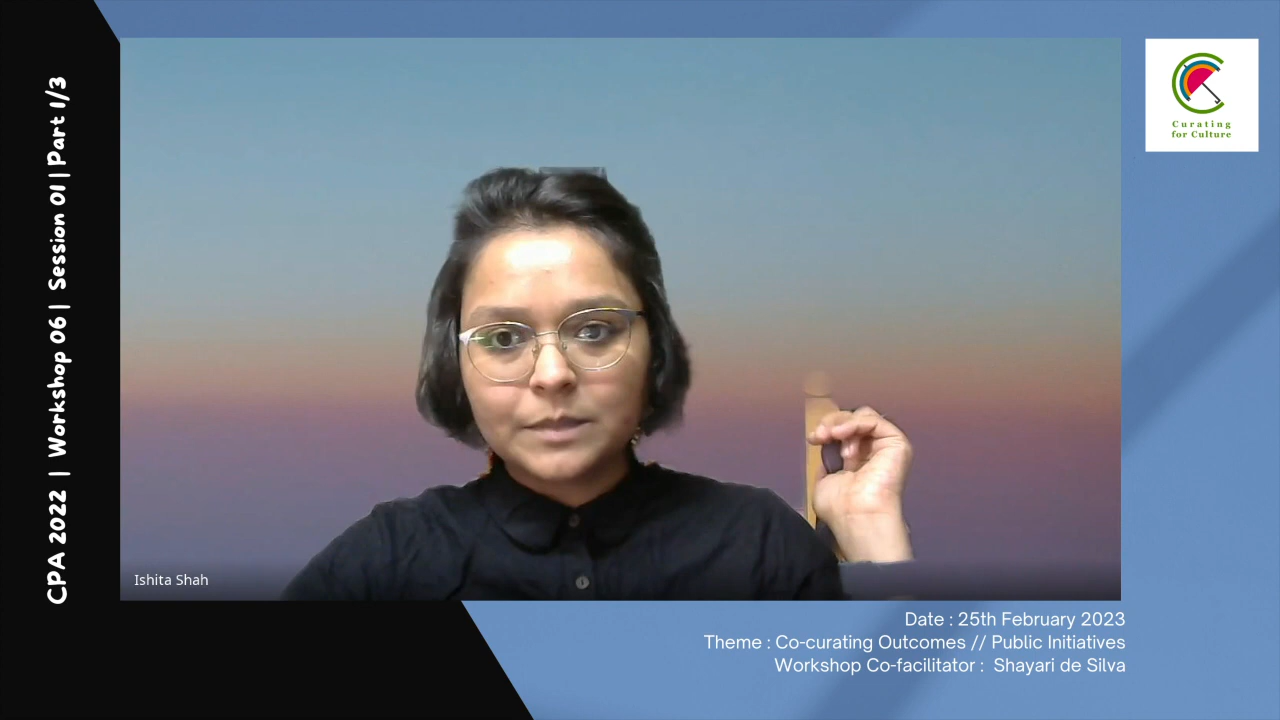 CPA 2022 | Workshop 06 | Session 01 | Part 1/3
Curating
for Culture
Ishita Shah
Date : 25th February 2023
Theme : Co-curating Outcomes // Public Initiatives
Workshop Co-facilitator : Shayari de Silva